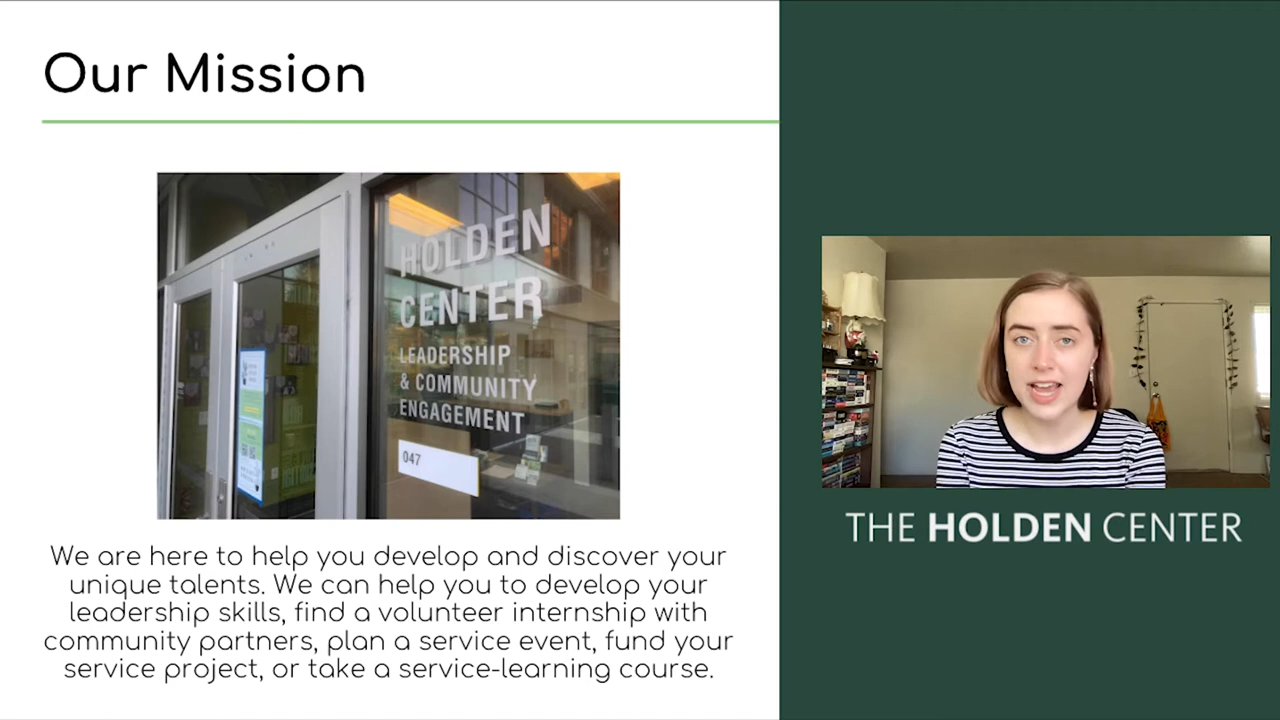 Our Mission
HOLDEN
CENTER
LEADERSHIP
& COMMUNITY
ENGAGEMENT
047
We are here to help you develop and discover your
unique talents. We can help you to develop your
leadership skills, find a volunteer internship with
community partners, plan a service event, fund your
service project, or take a service-learning course.
THE HOLDEN CENTER